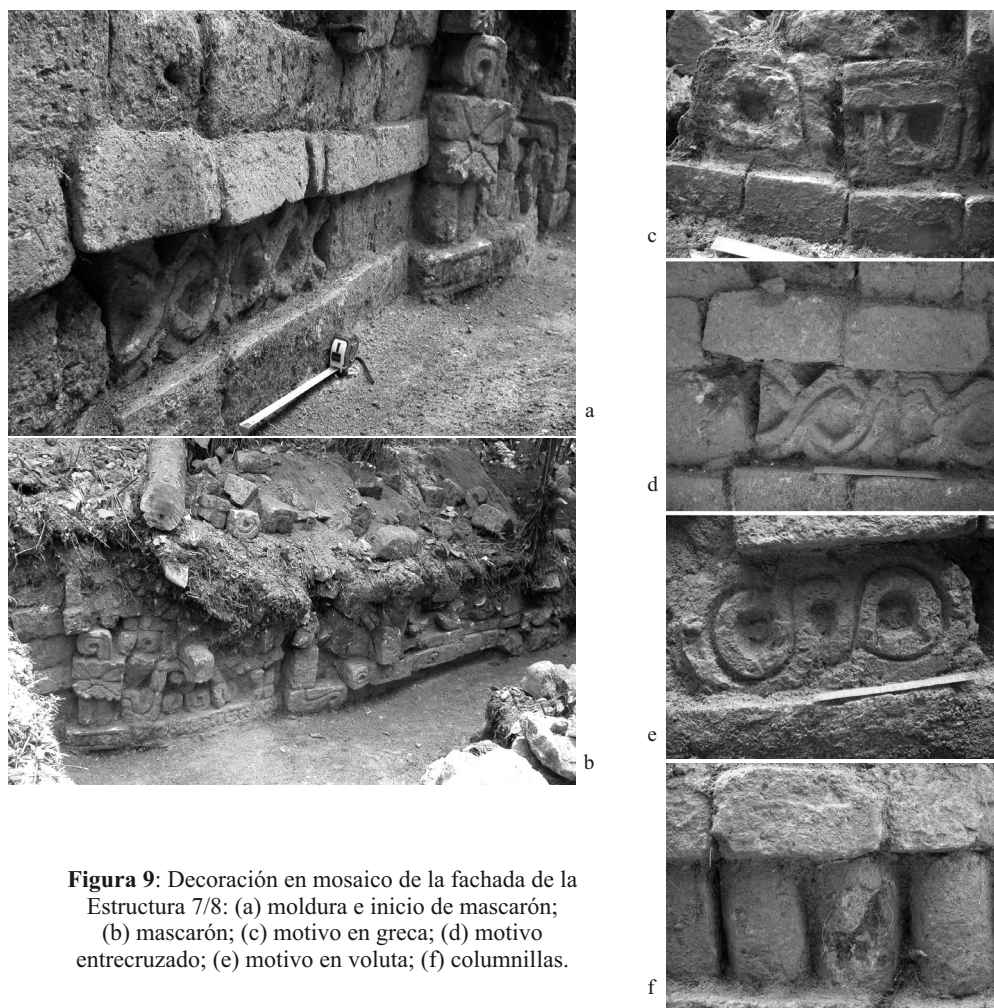 a
b
c
d
e
f
Figura 9: Decoración en mosaico de la fachada de la
Estructura 7/8: (a) moldura e inicio de mascarón;
(b) mascarón; (c) motivo en greca; (d) motivo
entrecruzado; (e) motivo en voluta; (f) columnillas.